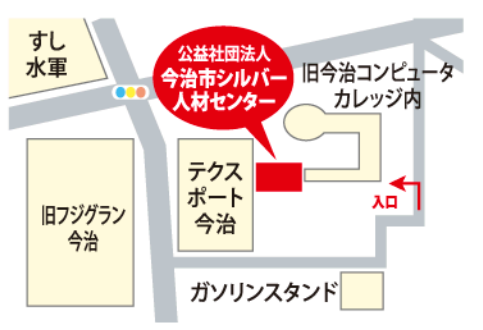 すし
水軍
公益社団法人
今治市シルバー
人材センター
旧今治コンピュータ
カレッジ内
テクス
ポート
今治
入口
旧フジグラン
今治
ガソリンスタンド